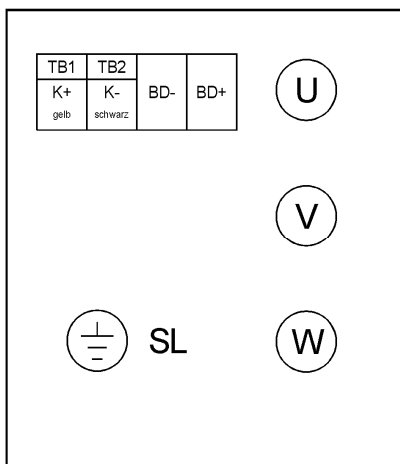 TB1 TB2
K+ K- BD- BD+
gelb schwarz
U
V
SL W